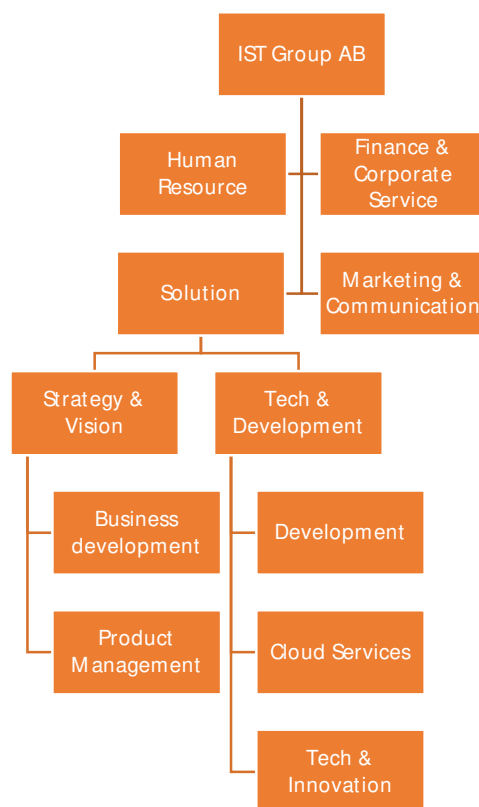 IST Group AB
Human
Resource
Finance &
Corporate
Service
Solution
Marketing &
Communication
Strategy &
Vision
Tech &
Development
Business
development
Development
Product
Management
Cloud Services
Tech &
Innovation